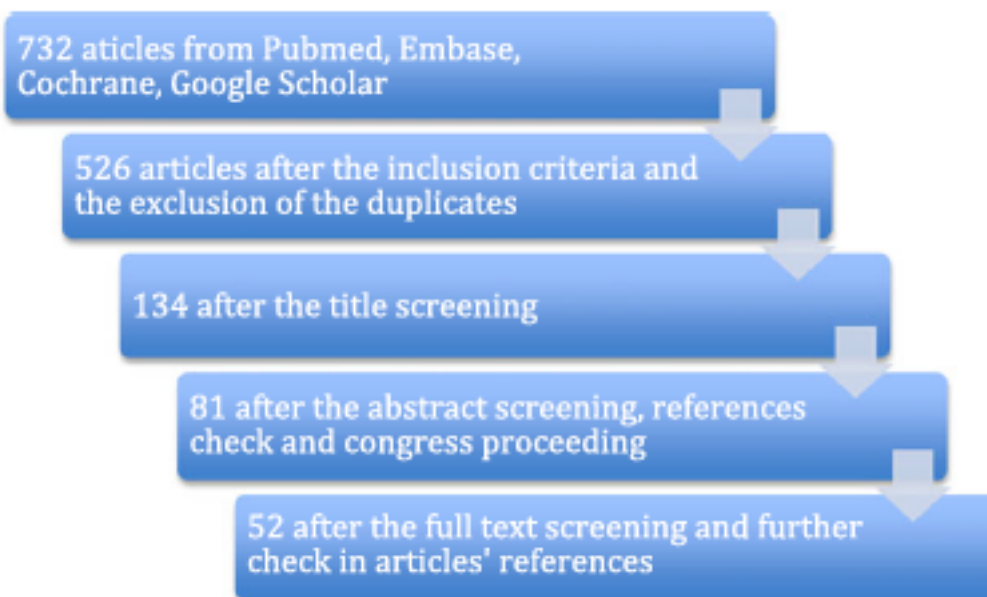 732 aticles from Pubmed, Embase,
Cochrane, Google Scholar
526 articles after the inclusion criteria and
the exclusion of the duplicates
134 after the title screening
81 after the abstract screening, references
check and congress proceeding
52 after the full text screening and further
check in articles' references